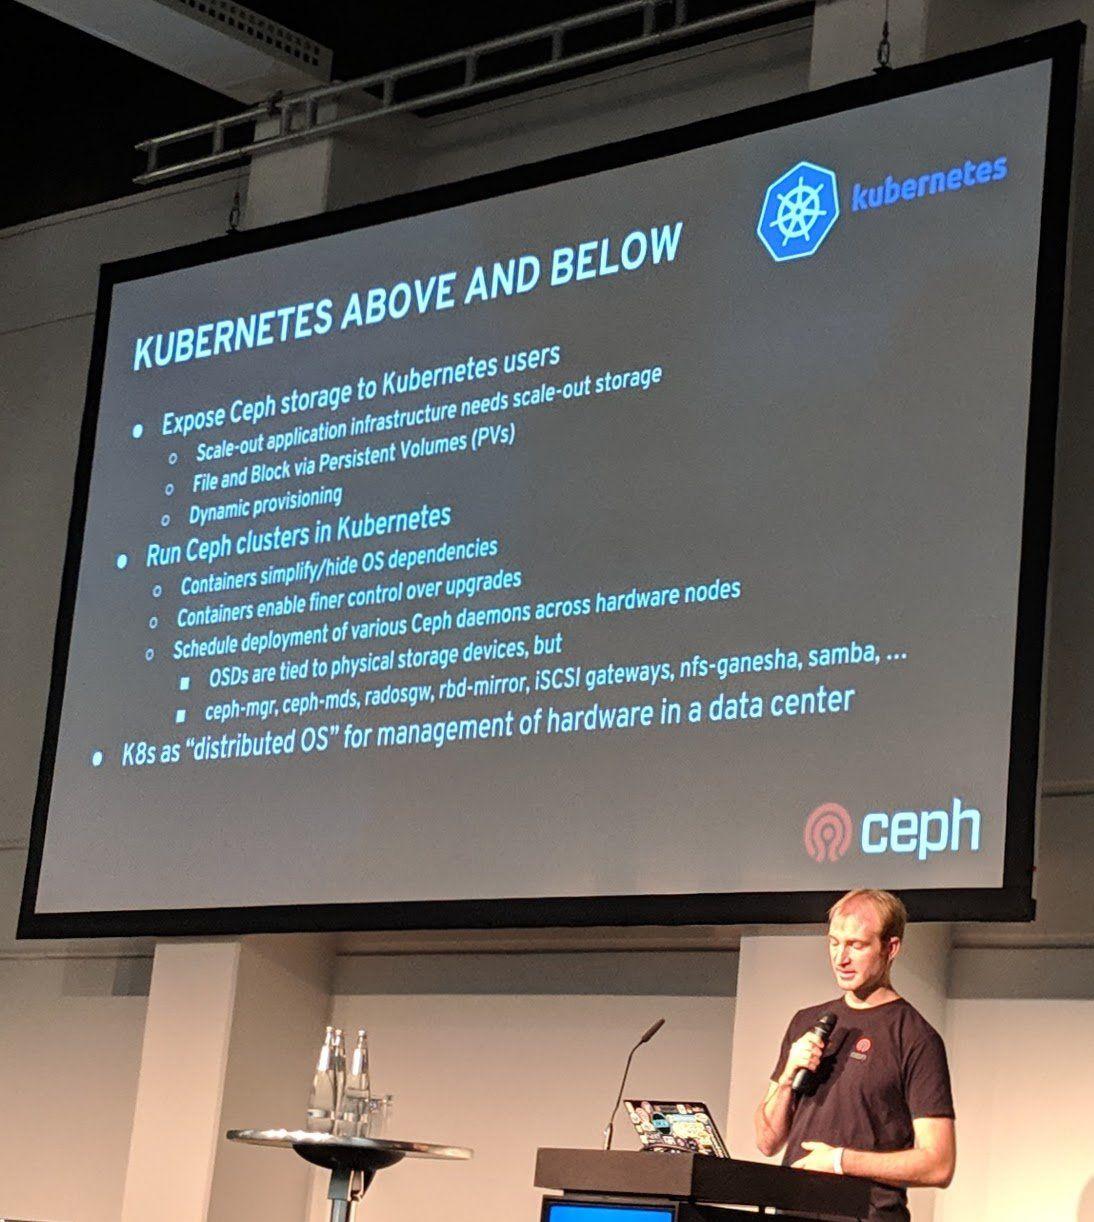 kubernetes
KUBERNETES ABOVE AND BELOW
● Expose Ceph storage to Kubernetes users
○ Scale-out application infrastructure needs scale-out storage
○ File and Block via Persistent Volumes (PVs)
○ Dynamic provisioning
● Run Ceph clusters in Kubernetes
○ Containers simplify/hide OS dependencies
○ Containers enable finer control over upgrades
○ Schedule deployment of various Ceph daemons across hardware nodes
■ OSDs are tied to physical storage devices, but
■ ceph-mgr, ceph-mds, radosgw, rbd-mirror, iSCSI gateways, nfs-ganesha, samba, ...
● K8s as “distributed OS” for management of hardware in a data center
ceph
ceph